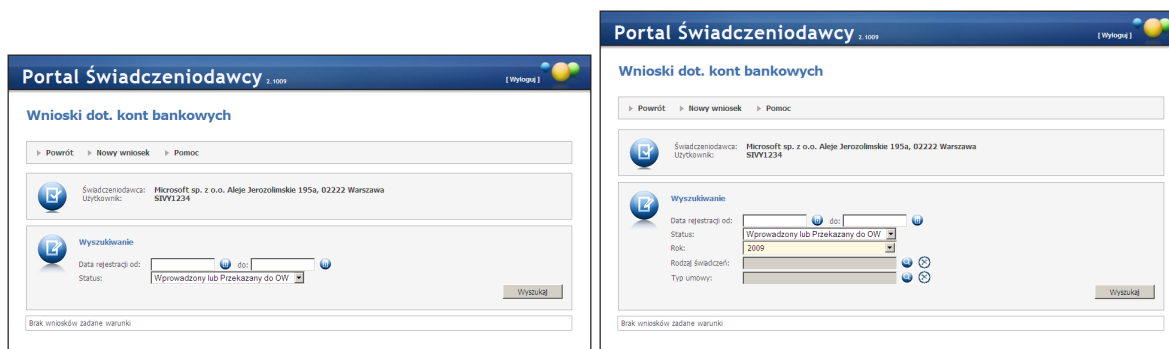 Portal Świadczeniodawcy 2.1009
[ Wyloguj ]
Wnioski dot. kont bankowych
Powrót Nowy wniosek Pomoc
Świadczeniodawca: Microsoft sp. z o.o. Aleje Jerozolimskie 195a, 02222 Warszawa
Użytkownik: SIVY1234
Wyszukiwanie
Data rejestracji od: do:
Status: Wprowadzony lub Przekazany do OW
Wyszukaj
Brak wniosków zadane warunki
Portal Świadczeniodawcy 2.1009
[ Wyloguj ]
Wnioski dot. kont bankowych
Powrót Nowy wniosek Pomoc
Świadczeniodawca: Microsoft sp. z o.o. Aleje Jerozolimskie 195a, 02222 Warszawa
Użytkownik: SIVY1234
Wyszukiwanie
Data rejestracji od: do:
Status: Wprowadzony lub Przekazany do OW
Rok: 2009
Rodzaj świadczeń:
Typ umowy:
Wyszukaj
Brak wniosków zadane warunki